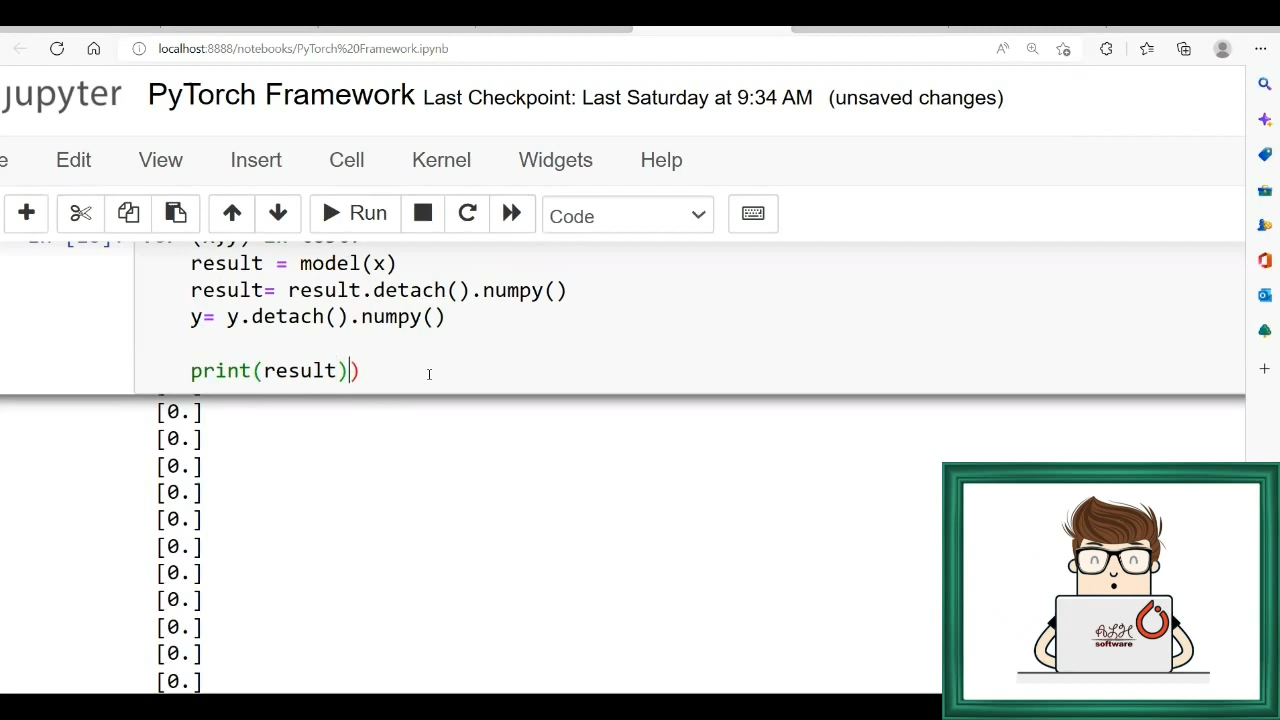 localhost:8888/notebooks/PyTorch%20Framework.ipynb
jupyter PyTorch Framework Last Checkpoint: Last Saturday at 9:34 AM (unsaved changes)
e Edit View Insert Cell Kernel Widgets Help
Run Code
result = model(x)
result= result.detach().numpy()
y= y.detach().numpy()
print(result))
[0.]
[0.]
[0.]
[0.]
[0.]
[0.]
[0.]
[0.]
[0.]
[0.]
[0.]
software